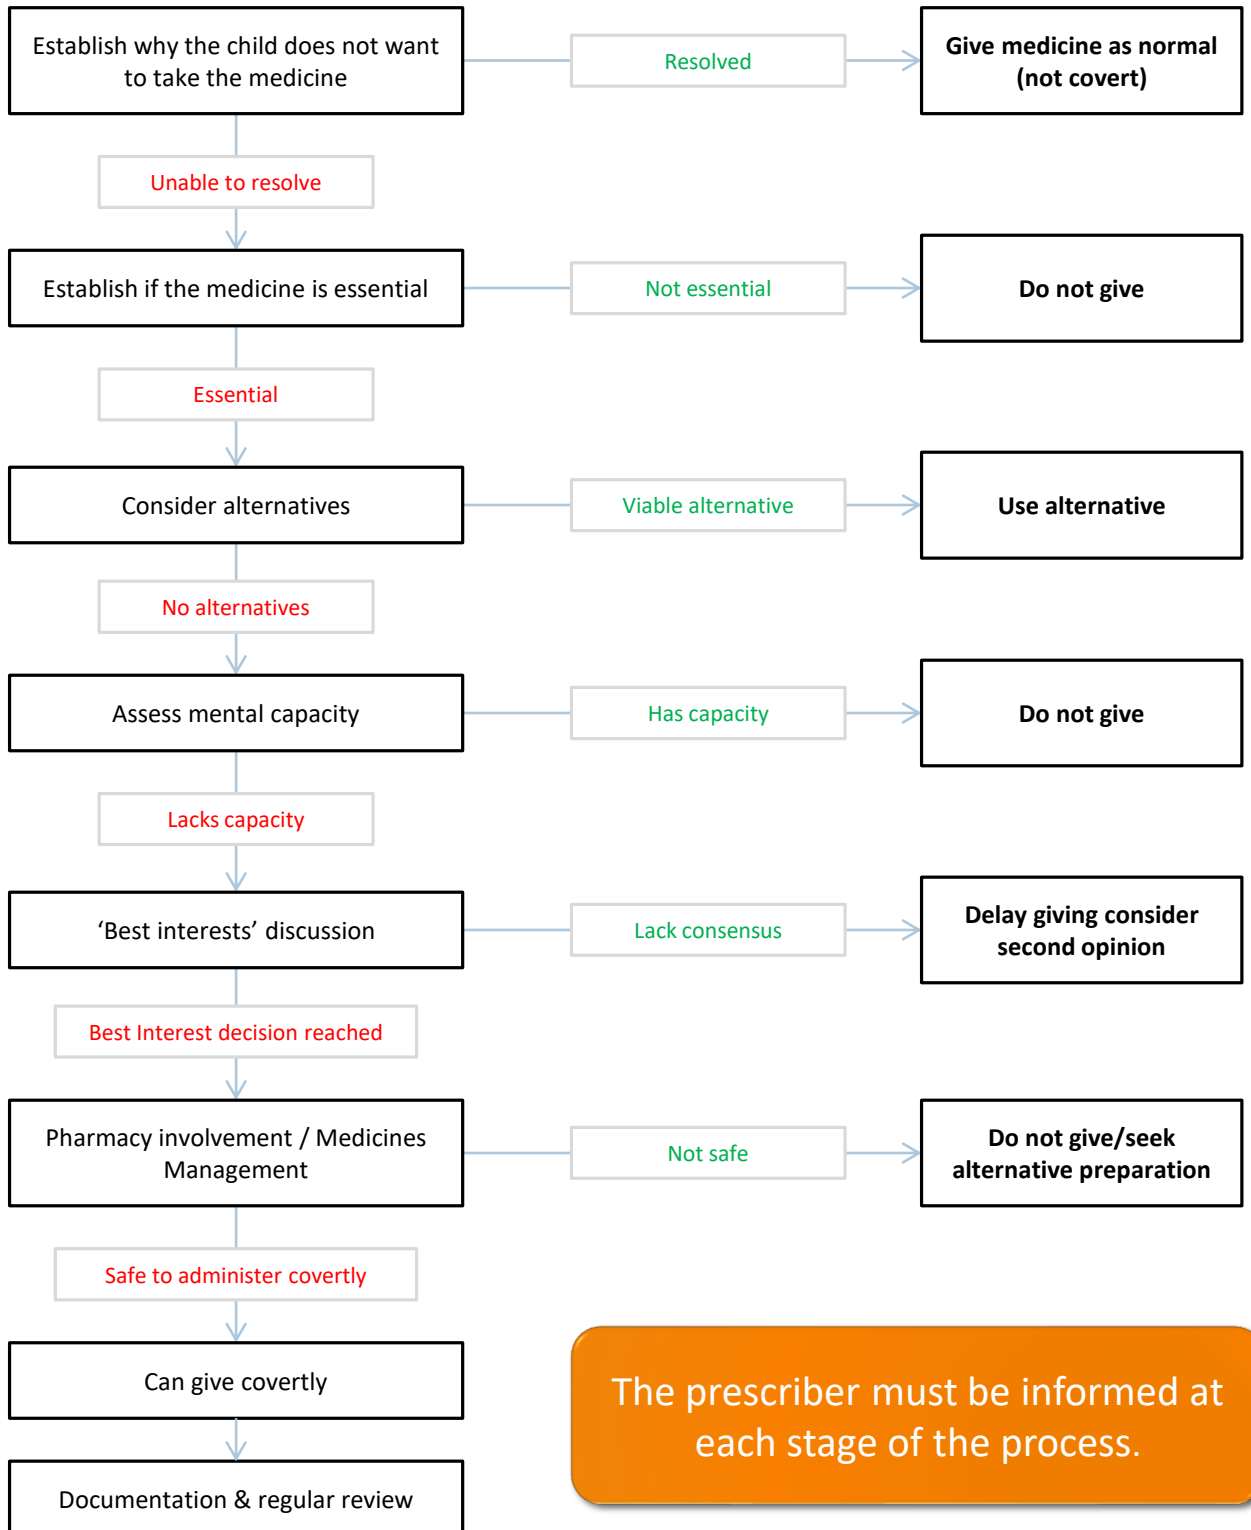 Establish why the child does not want
to take the medicine
Resolved
Give medicine as normal
(not covert)
Unable to resolve
Establish if the medicine is essential
Not essential
Do not give
Essential
Consider alternatives
Viable alternative
Use alternative
No alternatives
Assess mental capacity
Has capacity
Do not give
Lacks capacity
‘Best interests’ discussion
Lack consensus
Delay giving consider
second opinion
Best Interest decision reached
Pharmacy involvement / Medicines
Management
Not safe
Do not give/seek
alternative preparation
Safe to administer covertly
Can give covertly
The prescriber must be informed at
each stage of the process.
Documentation & regular review